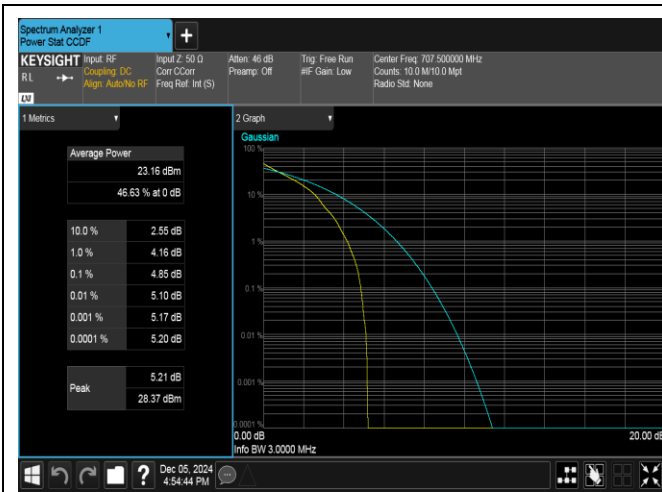 Spectrum Analyzer 1
Power Stat CCDF
+
KEYSIGHT
RL
LXI
Input: RF
Coupling: DC
Align: Auto/No RF
Input Z: 50 Ω
Corr CCorr
Freq Ref: Int (S)
Atten: 46 dB
Preamp: Off
Trig: Free Run
#IF Gain: Low
Center Freq: 707.500000 MHz
Counts: 10.0 M/10.0 Mpt
Radio Std: None
1 Metrics
Average Power
23.16 dBm
46.63 % at 0 dB
10.0 % 2.55 dB
1.0 % 4.16 dB
0.1 % 4.85 dB
0.01 % 5.10 dB
0.001 % 5.17 dB
0.0001 % 5.20 dB
Peak
5.21 dB
28.37 dBm
2 Graph
Gaussian
100 %
10 %
1 %
0.1 %
0.01 %
0.001 %
0.0001 %
0.00 dB
20.00 dB
Info BW 3.0000 MHz
?
Dec 05, 2024
4:54:44 PM